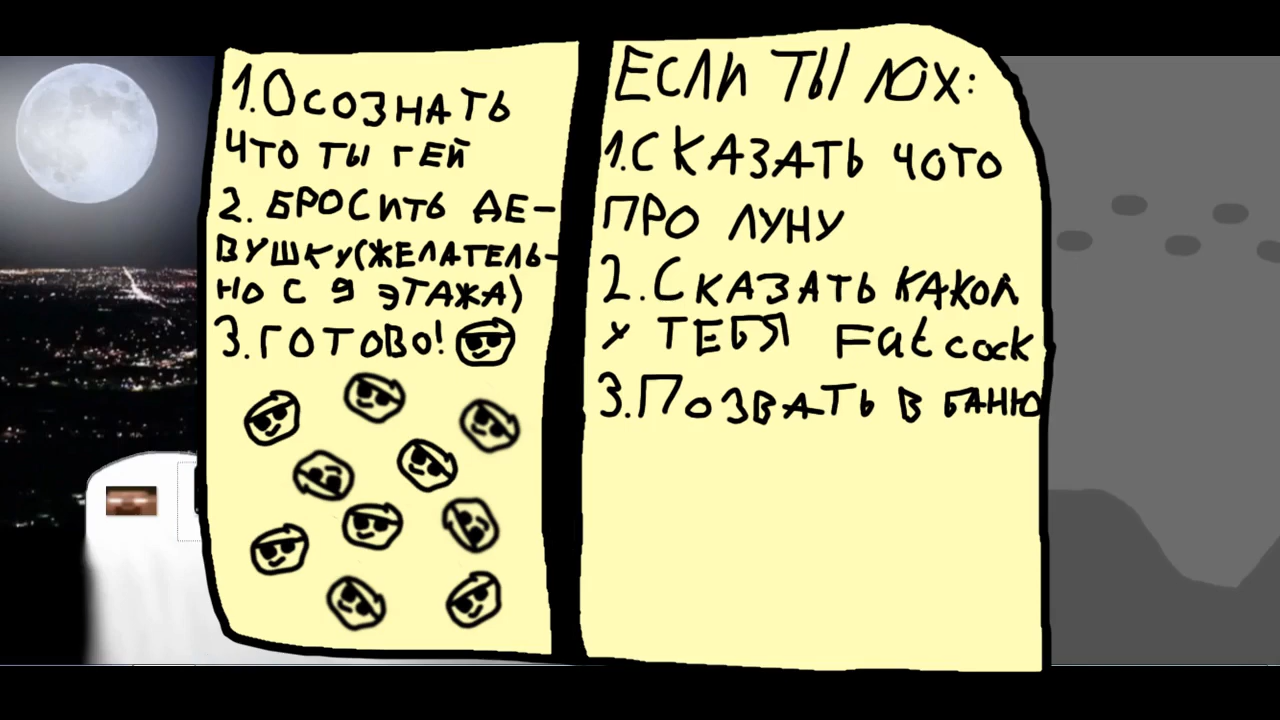 1. Осознать
что ты гей
2. Бросить де-
вушку(желатель-
но с 9 этажа)
3. готово!
Если ты лох:
1. Сказать чото
про луну
2. Сказать какой
у тебя Fat cock
3. Позвать в баню